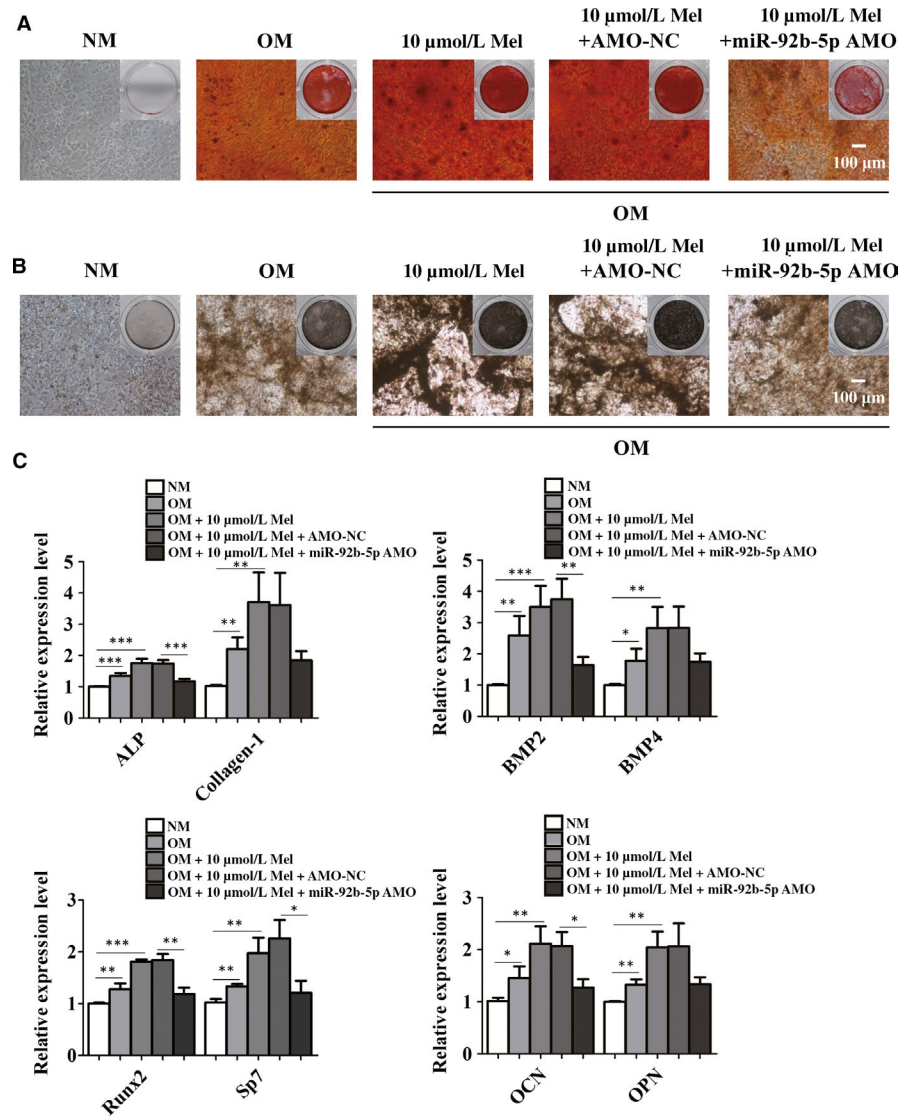 A
NM
OM
10 μmol/L Mel
10 μmol/L Mel
+AMO-NC
10 μmol/L Mel
+miR-92b-5p AMO
100 μm
OM
B
NM
OM
10 μmol/L Mel
10 μmol/L Mel
+AMO-NC
10 μmol/L Mel
+miR-92b-5p AMO
100 μm
OM
C
NM
OM
OM + 10 μmol/L Mel
OM + 10 μmol/L Mel + AMO-NC
OM + 10 μmol/L Mel + miR-92b-5p AMO
Relative expression level
5
4
3
2
1
0
***
***
***
**
**
ALP
Collagen-1
NM
OM
OM + 10 μmol/L Mel
OM + 10 μmol/L Mel + AMO-NC
OM + 10 μmol/L Mel + miR-92b-5p AMO
Relative expression level
5
4
3
2
1
0
**
***
**
*
**
BMP2
BMP4
NM
OM
OM + 10 μmol/L Mel
OM + 10 μmol/L Mel + AMO-NC
OM + 10 μmol/L Mel + miR-92b-5p AMO
Relative expression level
3
2
1
0
**
***
**
**
**
*
Runx2
Sp7
NM
OM
OM + 10 μmol/L Mel
OM + 10 μmol/L Mel + AMO-NC
OM + 10 μmol/L Mel + miR-92b-5p AMO
Relative expression level
3
2
1
0
*
**
*
**
**
OCN
OPN